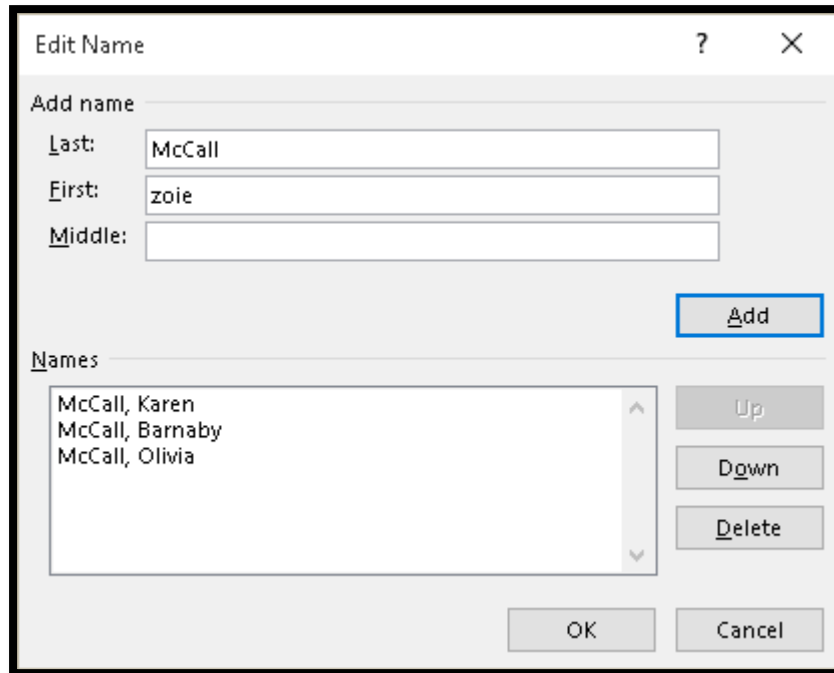 Edit Name ?
Add name
Last: McCall
First: zoie
Middle:
Add
Names
McCall, Karen
McCall, Barnaby
McCall, Olivia
Up
Down
Delete
OK Cancel